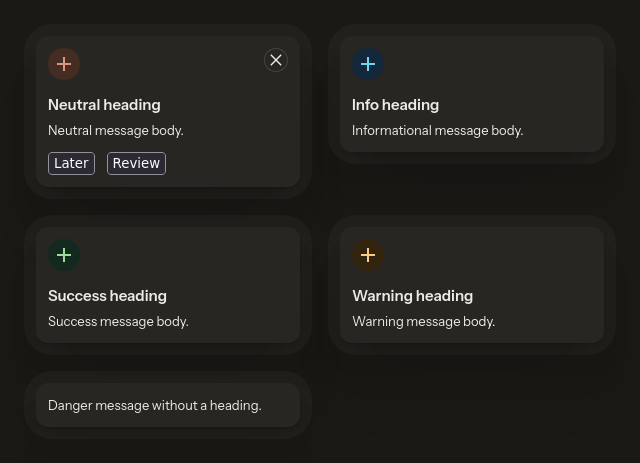 Neutral heading
Neutral message body.
Later Review
Info heading
Informational message body.
Success heading
Success message body.
Warning heading
Warning message body.
Danger message without a heading.